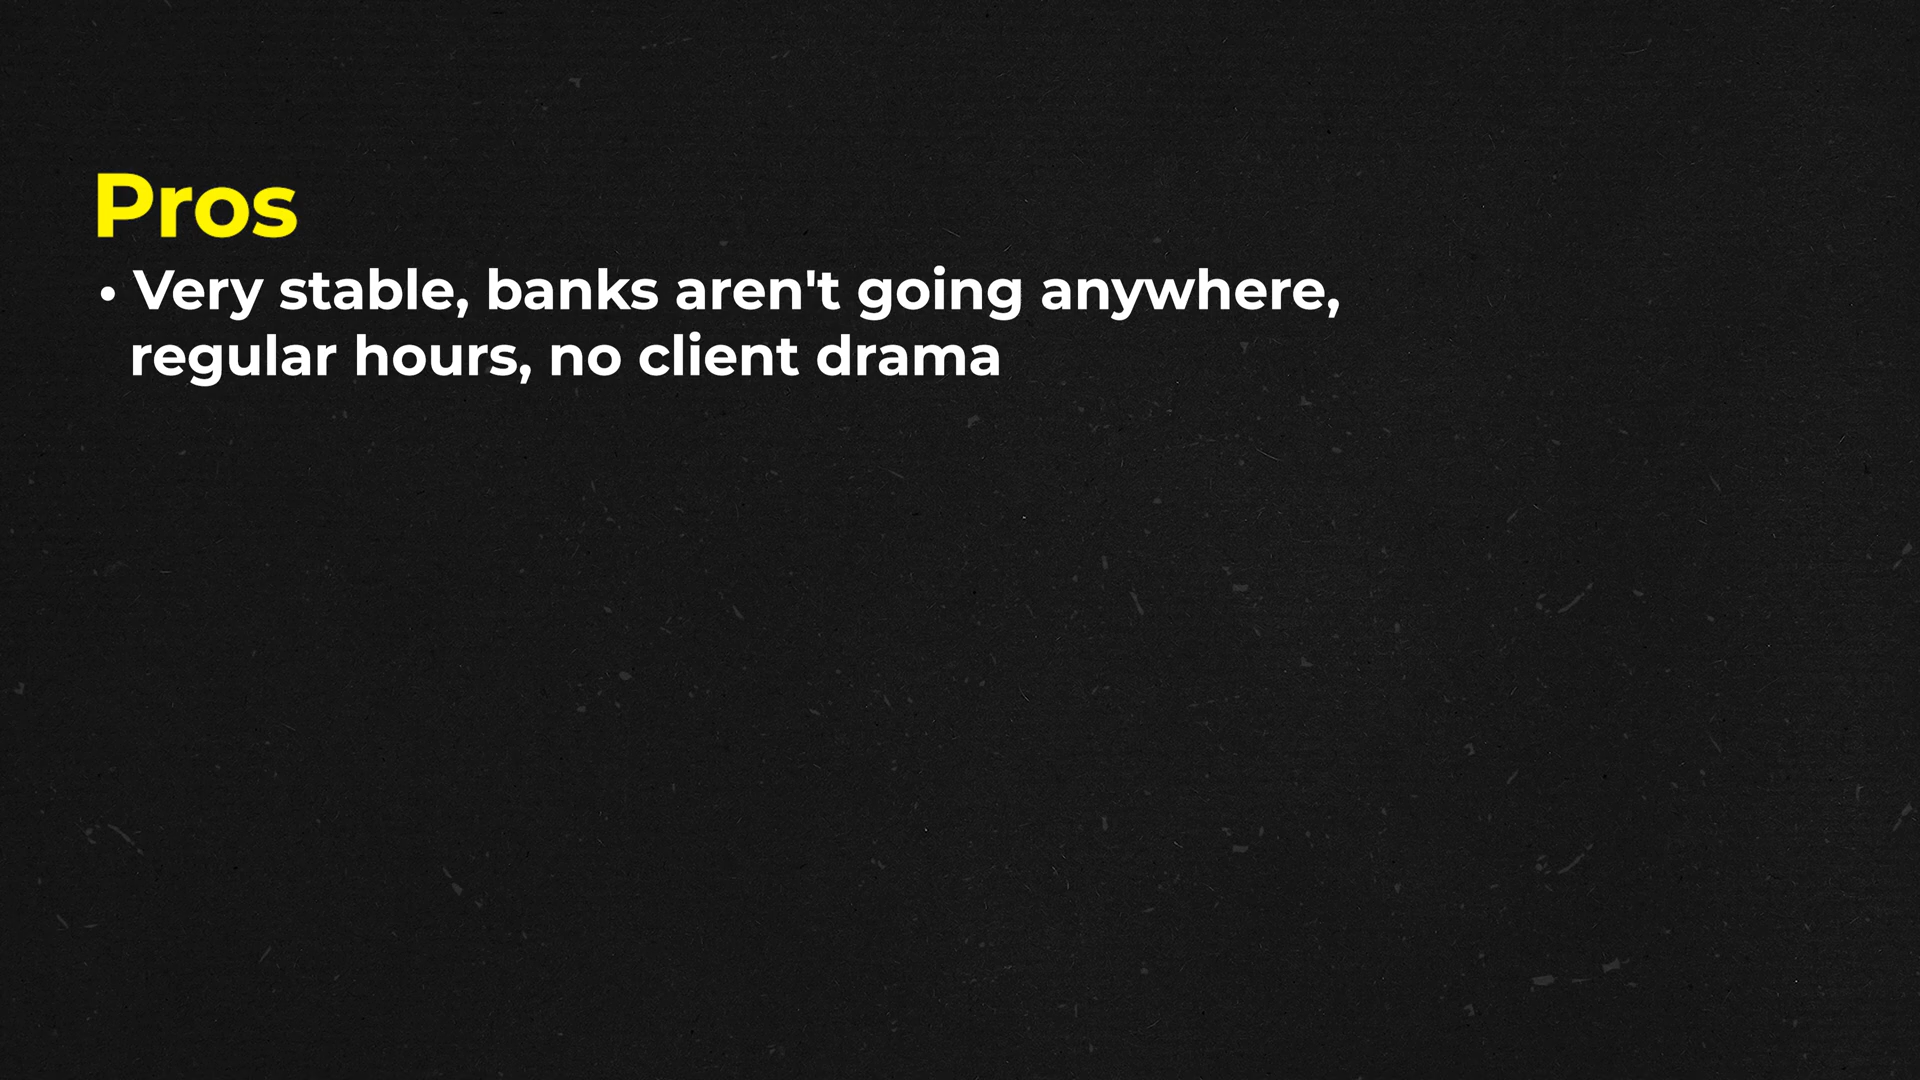 Pros
• Very stable, banks aren't going anywhere,
regular hours, no client drama